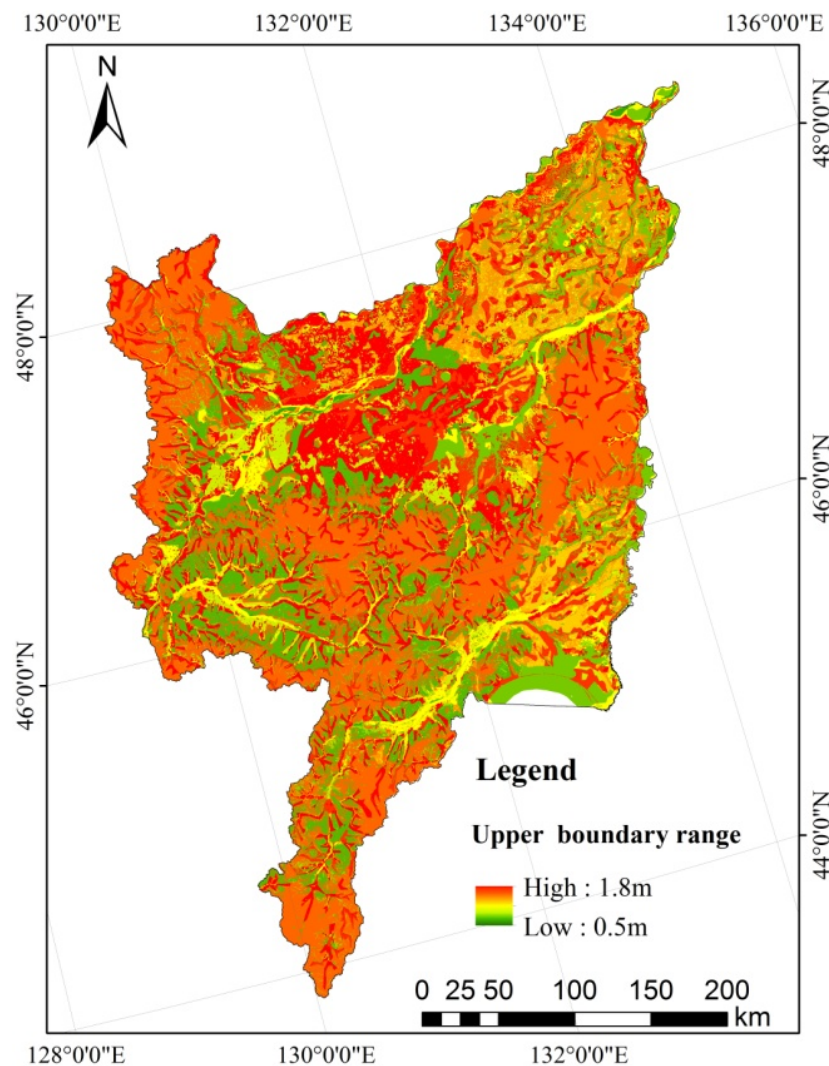 130°0'0"E 132°0'0"E 134°0'0"E 136°0'0"E
N
48°0'0"N
48°0'0"N
46°0'0"N
46°0'0"N
44°0'0"N
Legend
Upper boundary range
High : 1.8m
Low : 0.5m
0 25 50 100 150 200
km
128°0'0"E 130°0'0"E 132°0'0"E